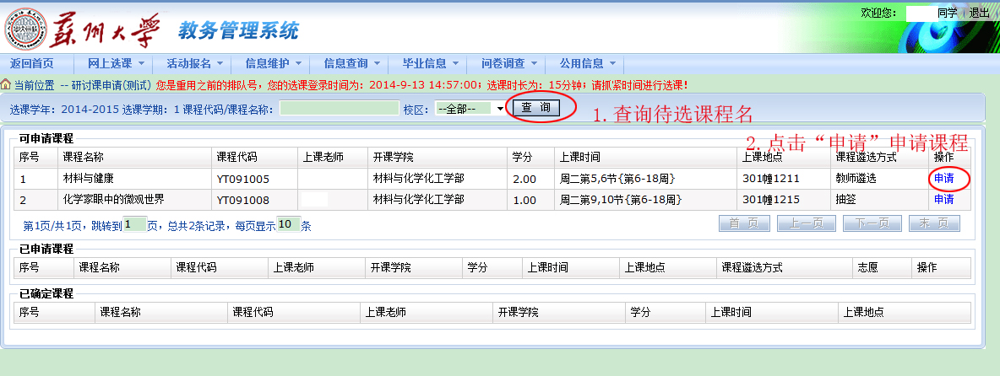 蘇州大學 教务管理系统
欢迎您： 同学 退出
返回首页 网上选课 活动报名 信息维护 信息查询 毕业信息 问卷调查 公用信息
当前位置 -- 研讨课申请(测试) 您是重用之前的排队号，您的选课登录时间为：2014-9-13 14:57:00；选课时长为：15分钟；请抓紧时间进行选课！
选课学年：2014-2015 选课学期：1 课程代码/课程名称： 校区： --全部-- 查 询
1.查询待选课程名
2.点击“申请”申请课程
可申请课程
序号 课程名称 课程代码 上课老师 开课学院 学分 上课时间 上课地点 课程遴选方式 操作
1 材料与健康 YT091005 材料与化学化工学部 2.00 周二第5,6节{第6-18周} 301幢1211 教师遴选 申请
2 化学家眼中的微观世界 YT091008 材料与化学化工学部 1.00 周二第9,10节{第6-18周} 301幢1215 抽签 申请
第1页/共1页，跳转到1页，总共2条记录，每页显示10条 首 页 上一页 下一页 末 页
已申请课程
序号 课程名称 课程代码 上课老师 开课学院 学分 上课时间 上课地点 课程遴选方式 志愿 操作
已确定课程
序号 课程名称 课程代码 上课老师 开课学院 学分 上课时间 上课地点